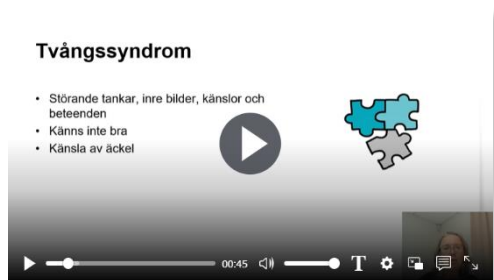 Tvångssyndrom
• Störande tankar, inre bilder, känslor och
beteenden
• Känns inte bra
• Känsla av äckel
00:45
T